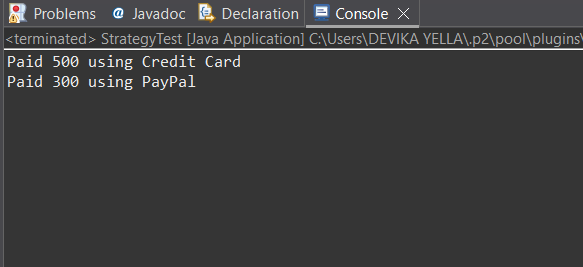 Problems @ Javadoc Declaration Console
<terminated> StrategyTest [Java Application] C:\Users\DEVIKA YELLA\.p2\pool\plugins\
Paid 500 using Credit Card
Paid 300 using PayPal